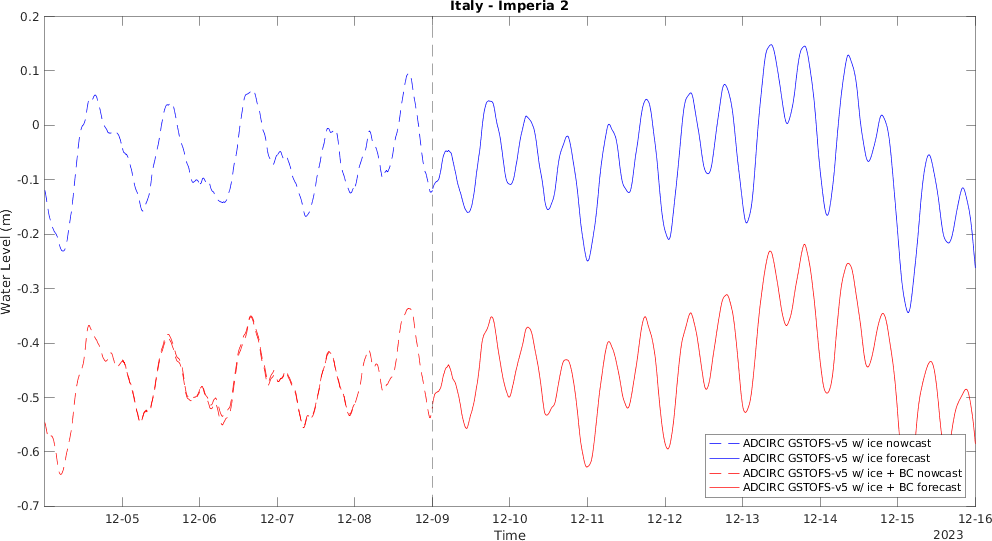 Italy - Imperia 2
Water Level (m)
0.2
0.1
0
-0.1
-0.2
-0.3
-0.4
-0.5
-0.6
-0.7
ADCIRC GSTOFS-v5 w/ ice nowcast
ADCIRC GSTOFS-v5 w/ ice forecast
ADCIRC GSTOFS-v5 w/ ice + BC nowcast
ADCIRC GSTOFS-v5 w/ ice + BC forecast
12-05 12-06 12-07 12-08 12-09 12-10 12-11 12-12 12-13 12-14 12-15 12-16
Time
2023